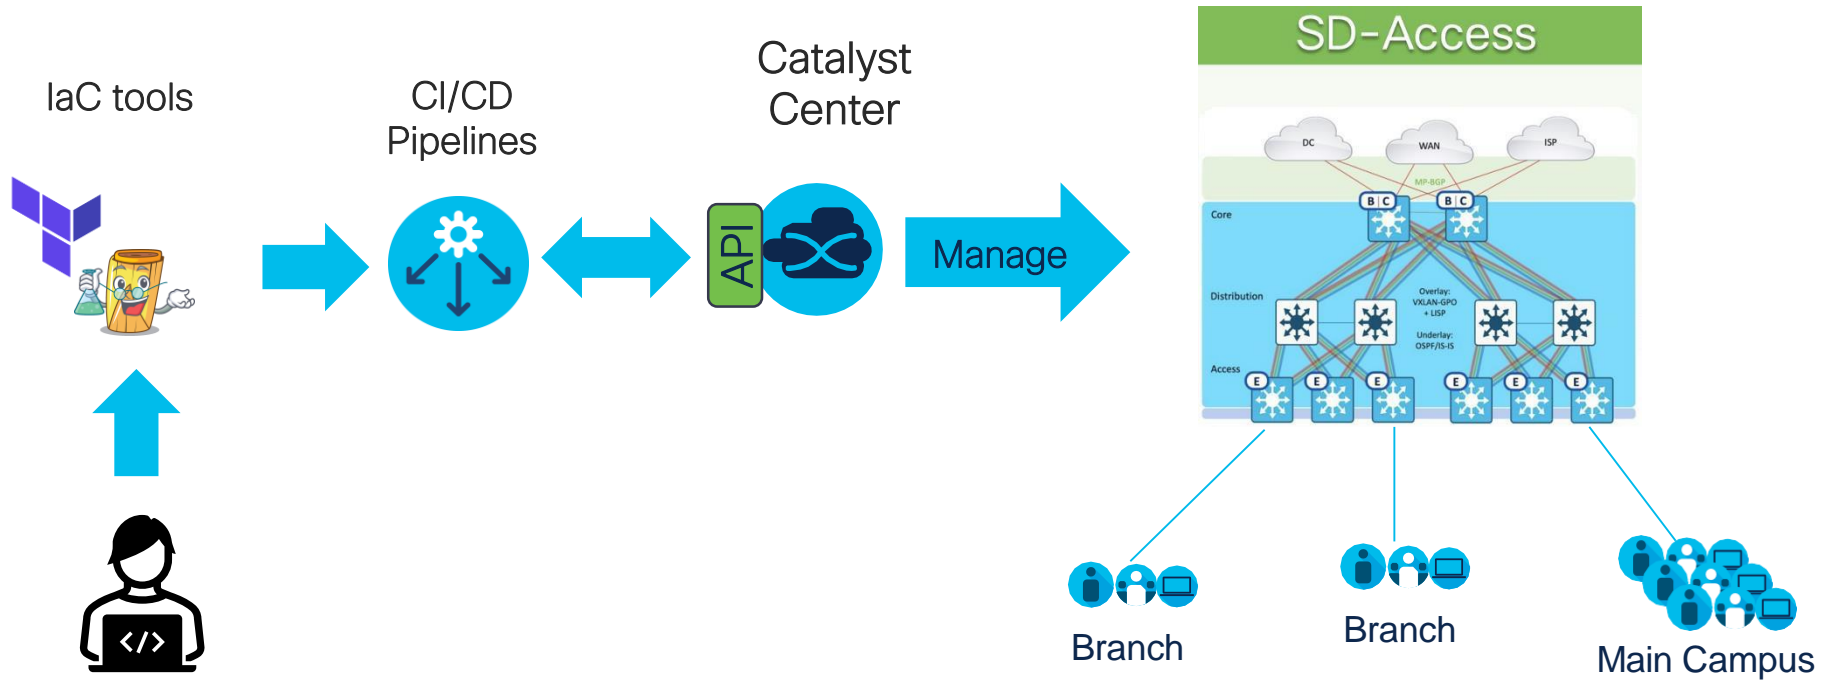 IaC tools
CI/CD
Pipelines
Catalyst
Center
API
Manage
SD-Access
DC
WAN
ISP
MP-BGP
B C
B C
Core
Distribution
Overlay:
VXLAN-GPO
+ LISP
Underlay:
OSPF/IS-IS
Access
E
E
E
E
E
E
</>
Branch
Branch
Main Campus